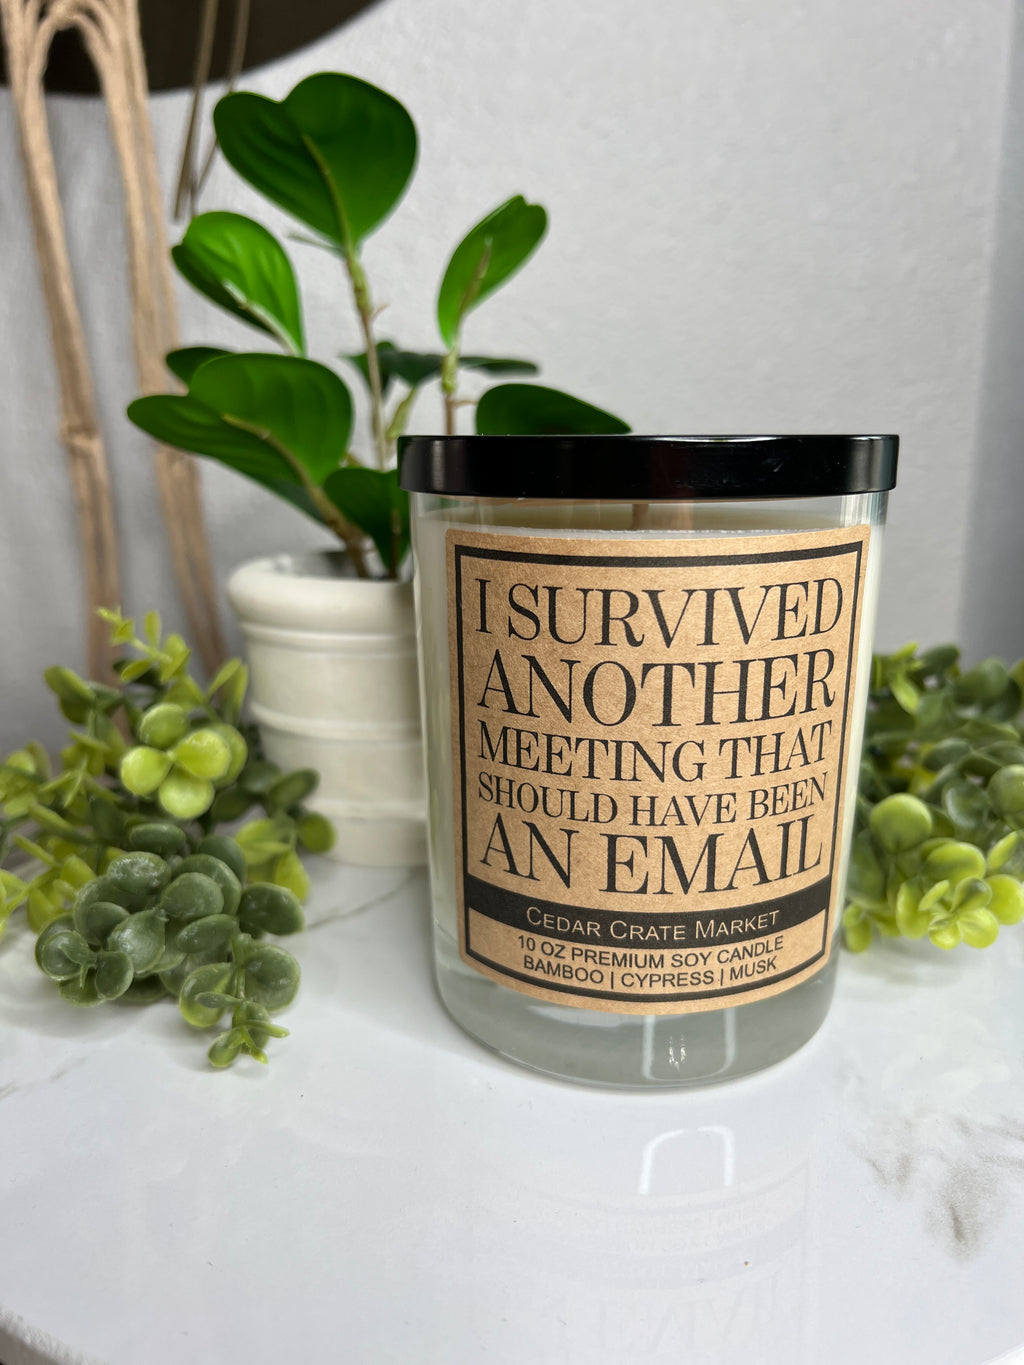 I SURVIVED
ANOTHER
MEETING THAT
SHOULD HAVE BEEN
AN EMAIL
CEDAR CRATE MARKET
10 OZ PREMIUM SOY CANDLE
BAMBOO | CYPRESS | MUSK